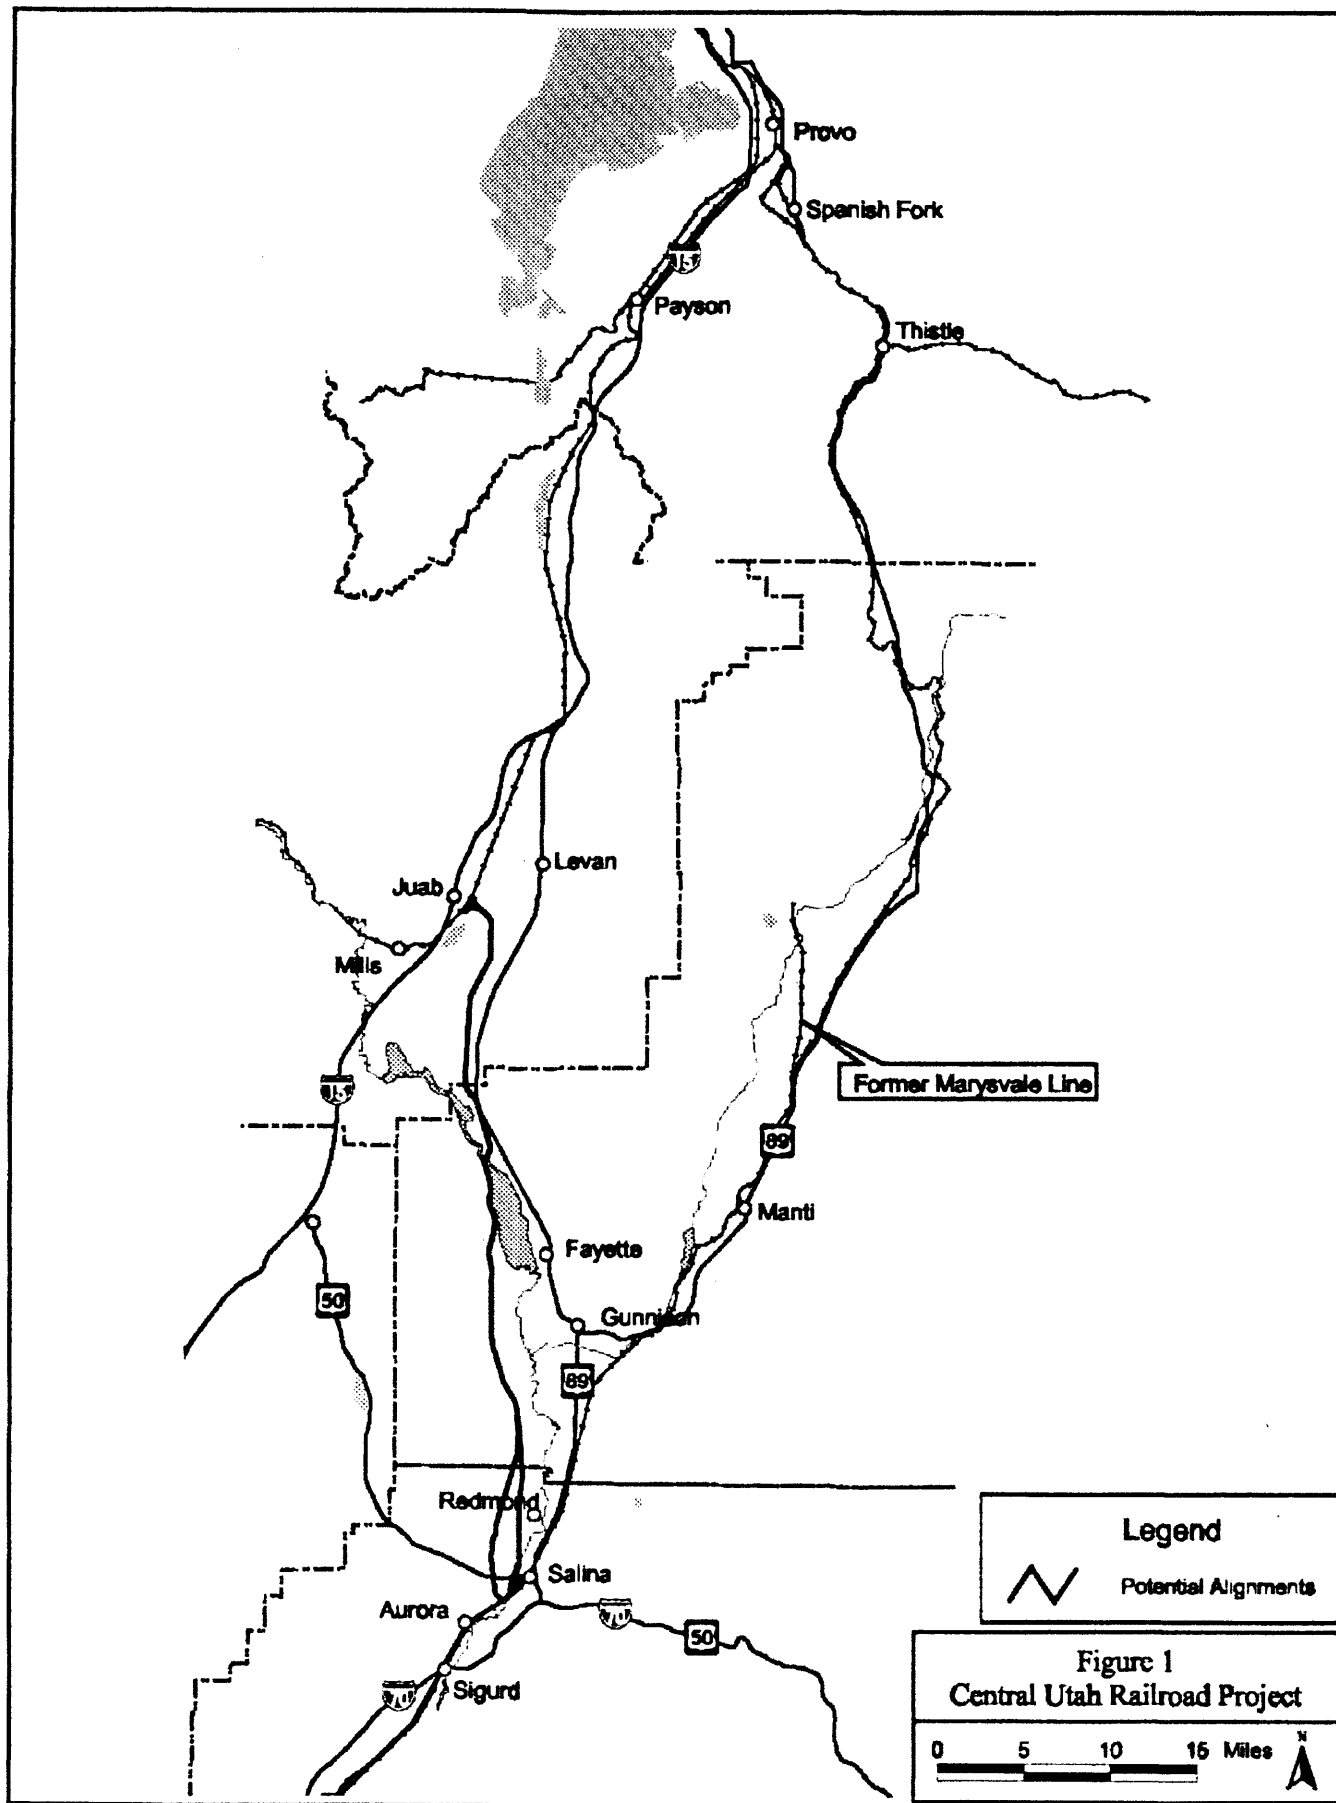 Provo
Spanish Fork
15
Payson
Thistle
Levan
Juab
Mills
Former Marysvale Line
15
89
Manti
Fayette
50
Gunnison
89
Redmond
Salina
Aurora
70
50
Sigurd
70
Legend
Potential Alignments
Figure 1
Central Utah Railroad Project
0 5 10 15 Miles
N